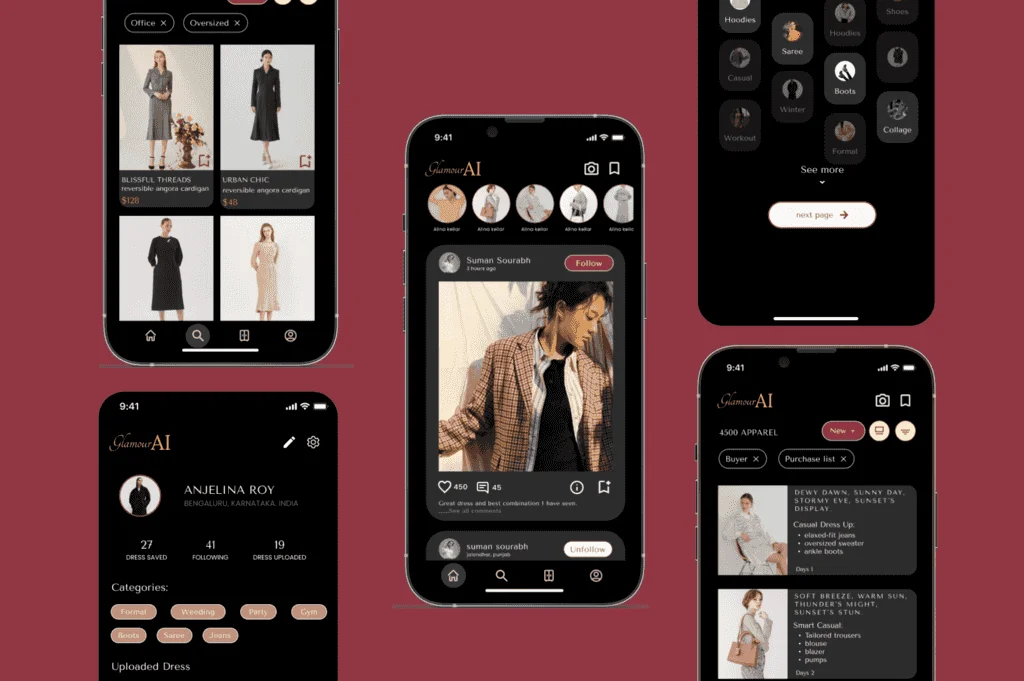 Office ×
Oversized ×
BLISSFUL THREADS
reversible angora cardigan
$128
URBAN CHIC
reversible angora cardigan
$48
9:41
GlamourAI
ANJELINA ROY
BENGALURU, KARNATAKA, INDIA
27
DRESS SAVED
41
FOLLOWING
19
DRESS UPLOADED
Categories:
Formal
Weeding
Party
Gym
Boots
Saree
Jeans
Uploaded Dress
9:41
GlamourAI
Alina kellar
Alina kellar
Alina kellar
Alina kellar
Alina kella
Suman Sourabh
2 hours ago
Follow
450
45
Great dress and best combination I have seen.
....See all comments
suman sourabh
jalandhar, punjab
Unfollow
Hoodies
Saree
Hoodies
Shoes
Casual
Winter
Boots
Workout
Formal
Collage
See more
next page →
9:41
GlamourAI
4500 APPAREL
New
Buyer ×
Purchase list ×
DEWY DAWN, SUNNY DAY,
STORMY EVE, SUNSET'S
DISPLAY.
Casual Dress Up:
• elased-fit jeans
• oversized sweater
• ankle boots
Days 1
SOFT BREEZE, WARM SUN,
THUNDER'S MIGHT,
SUNSET'S STUN.
Smart Casual:
• Tailored trousers
• blouse
• blazer
• pumps
Days 2